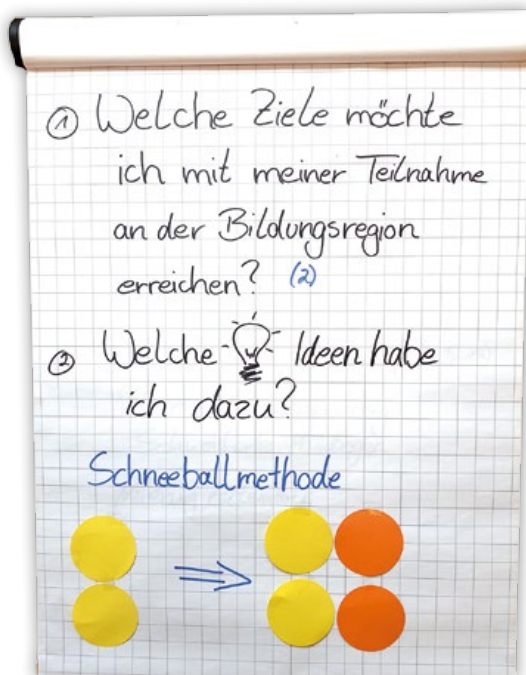 ① Welche Ziele möchte
ich mit meiner Teilnahme
an der Bildungsregion
erreichen? (2)
② Welche Ideen habe
ich dazu?
Schneeballmethode